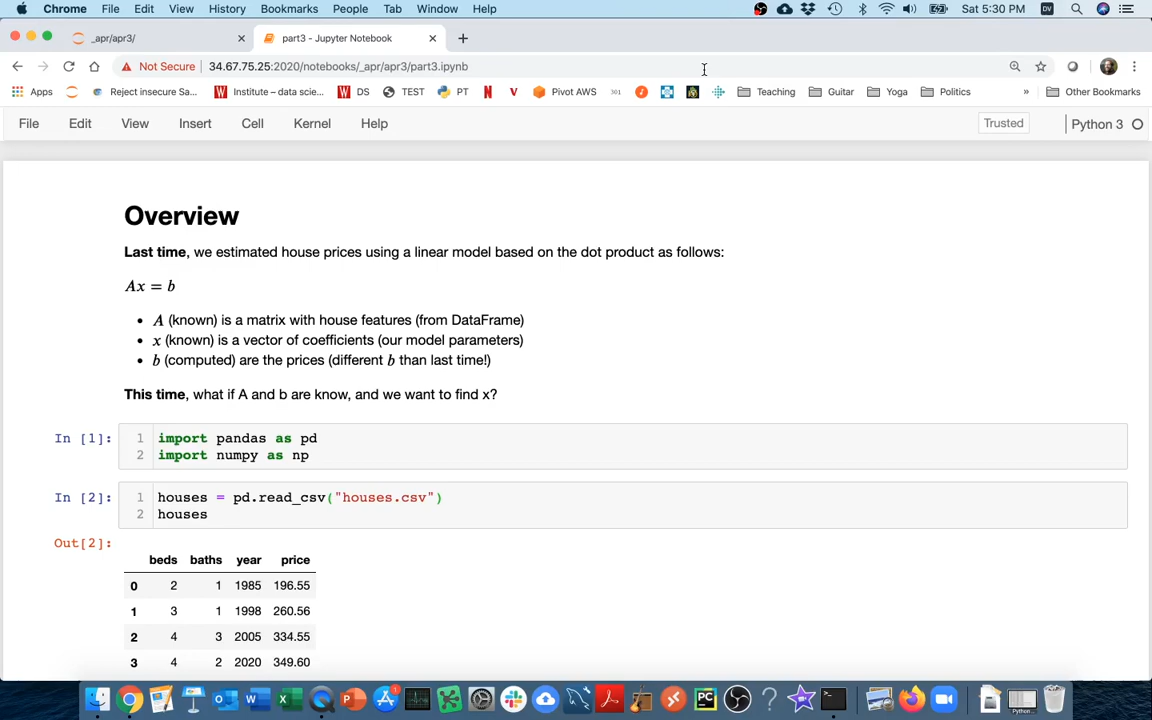 Chrome File Edit View History Bookmarks People Tab Window Help Sat 5:30 PM DV
_apr/apr3/ part3 - Jupyter Notebook
Not Secure 34.67.75.25:2020/notebooks/_apr/apr3/part3.ipynb
Apps Reject insecure Sa... Institute – data scie... DS TEST PT Pivot AWS 301 Teaching Guitar Yoga Politics » Other Bookmarks
File Edit View Insert Cell Kernel Help Trusted Python 3
Overview
Last time, we estimated house prices using a linear model based on the dot product as follows:
Ax = b
• A (known) is a matrix with house features (from DataFrame)
• x (known) is a vector of coefficients (our model parameters)
• b (computed) are the prices (different b than last time!)
This time, what if A and b are know, and we want to find x?
In [1]: 1 import pandas as pd
2 import numpy as np
In [2]: 1 houses = pd.read_csv("houses.csv")
2 houses
Out[2]:
beds baths year price
0 2 1 1985 196.55
1 3 1 1998 260.56
2 4 3 2005 334.55
3 4 2 2020 349.60